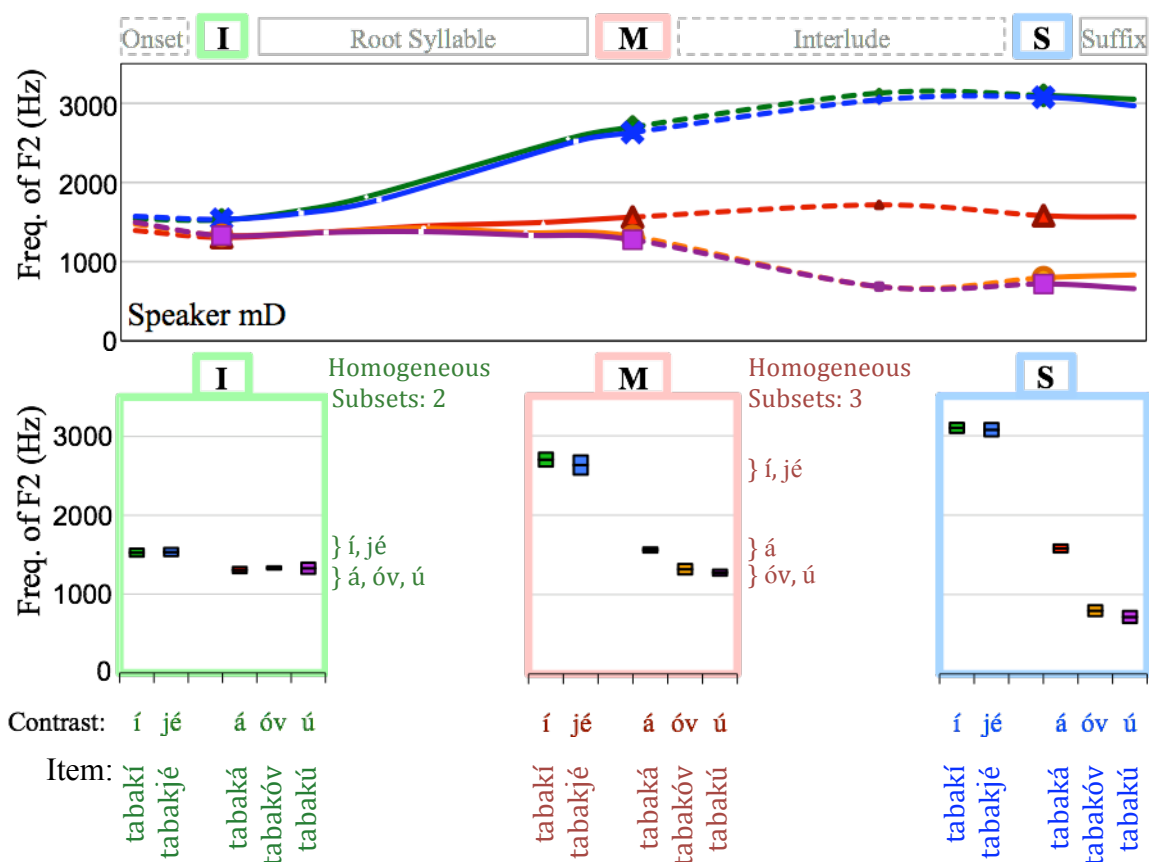 Onset I Root Syllable M Interlude S Suffix
Freq. of F2 (Hz)
3000
2000
1000
0
Speaker mD
I Homogeneous Subsets: 2 M Homogeneous Subsets: 3 S
Freq. of F2 (Hz)
3000
2000
1000
0
} í, jé
} á, óv, ú
} í, jé
} á
} óv, ú
Contrast: í jé á óv ú í jé á óv ú í jé á óv ú
Item: tabakí tabakjé tabaká tabakóv tabakú tabakí tabakjé tabaká tabakóv tabakú tabakí tabakjé tabaká tabakóv tabakú